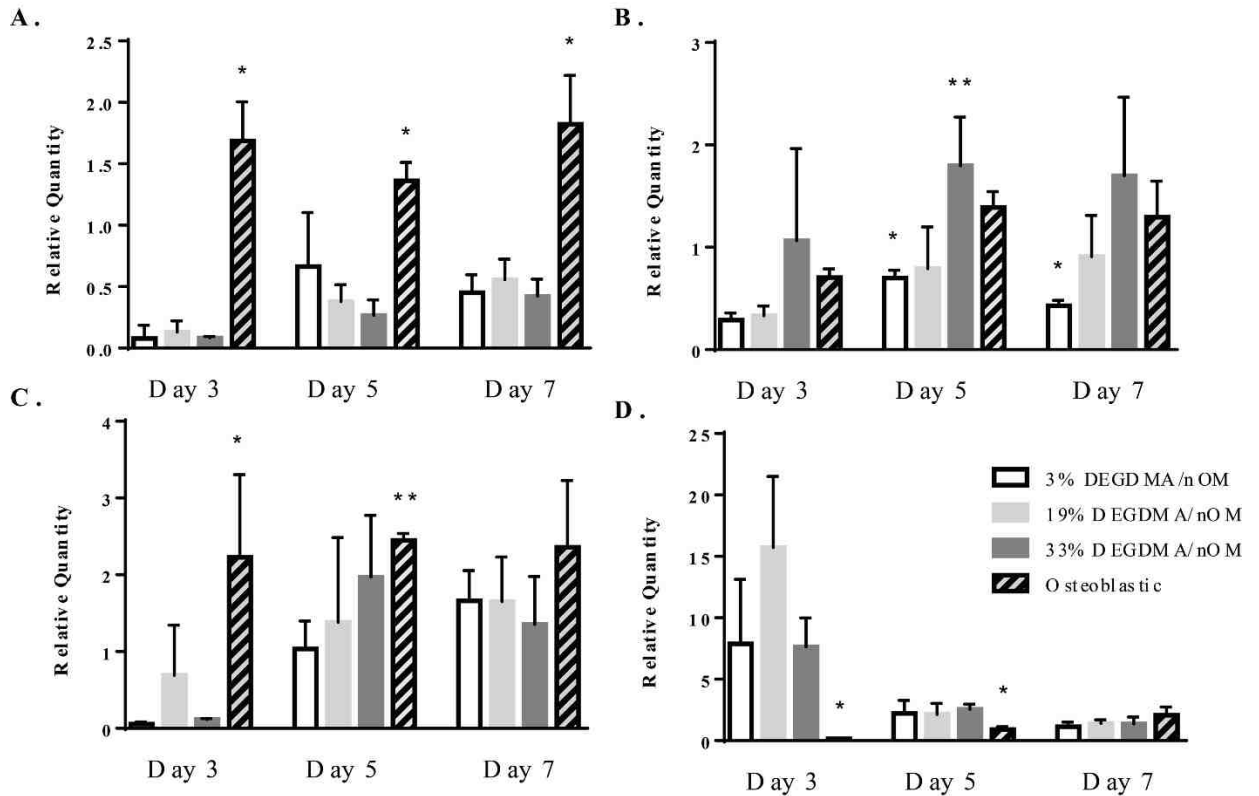 A.
2.5
2.0
1.5
1.0
0.5
0.0
Relative Quantity
*
*
*
Day 3 Day 5 Day 7
B.
3
2
1
0
Relative Quantity
*
**
*
Day 3 Day 5 Day 7
C.
4
3
2
1
0
Relative Quantity
*
**
Day 3 Day 5 Day 7
D.
25
20
15
10
5
0
Relative Quantity
*
*
3% DEGDMA/nOM
19% DEGDMA/nOM
33% DEGDMA/nOM
Osteoblastic
Day 3 Day 5 Day 7